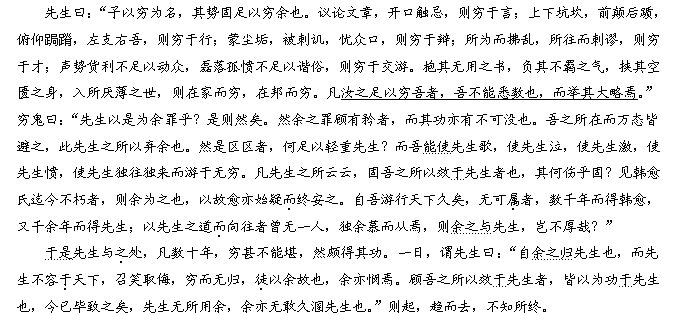 先生曰：“子以穷为名，其势固足以穷余也。议论文章，开口触忌，则穷于言；上下坑坎，前颠后踬，
俯仰跼蹐，左支右吾，则穷于行；蒙尘垢，被刺讥，忧众口，则穷于辩；所为而拂乱，所往而剌谬，则穷
于才；声势货利不足以动众，磊落孤愤不足以谐俗，则穷于交游。抱其无用之书，负其不羁之气，挟其空
匮之身，入所厌薄之世，则在家而穷，在邦而穷。凡汝之足以穷吾者，吾不能悉数也，而举其大略焉。”
穷鬼曰：“先生以是为余罪乎？是则然矣。然余之罪顾有矜者，而其功亦有不可没也。吾之所在而万态皆
避之，此先生之所以弃余也。然是区区者，何足以轻重先生？而吾能使先生歌，使先生泣，使先生激，使
先生愤，使先生独往独来而游于无穷。凡先生之所云云，固吾之所以效于先生者也，其何伤乎固？见韩愈
氏迄今不朽者，则余为之也，以故愈亦始疑而终安之。自吾游行天下久矣，无可属者，数千年而得韩愈，
又千余年而得先生；以先生之道而向往者曾无一人，独余慕而从焉，则余之与先生，岂不厚哉？”
于是先生与之处，凡数十年，穷甚不能堪，然颇得其功。一日，谓先生曰：“自余之归先生也，而先
生不容于天下，召笑取侮，穷而无归，徒以余故也，余亦悯焉。顾吾之所以效于先生者，皆以为功于先生
也，今已毕致之矣，先生无所用余，余亦无敢久溷先生也。”则起，趋而去，不知所终。